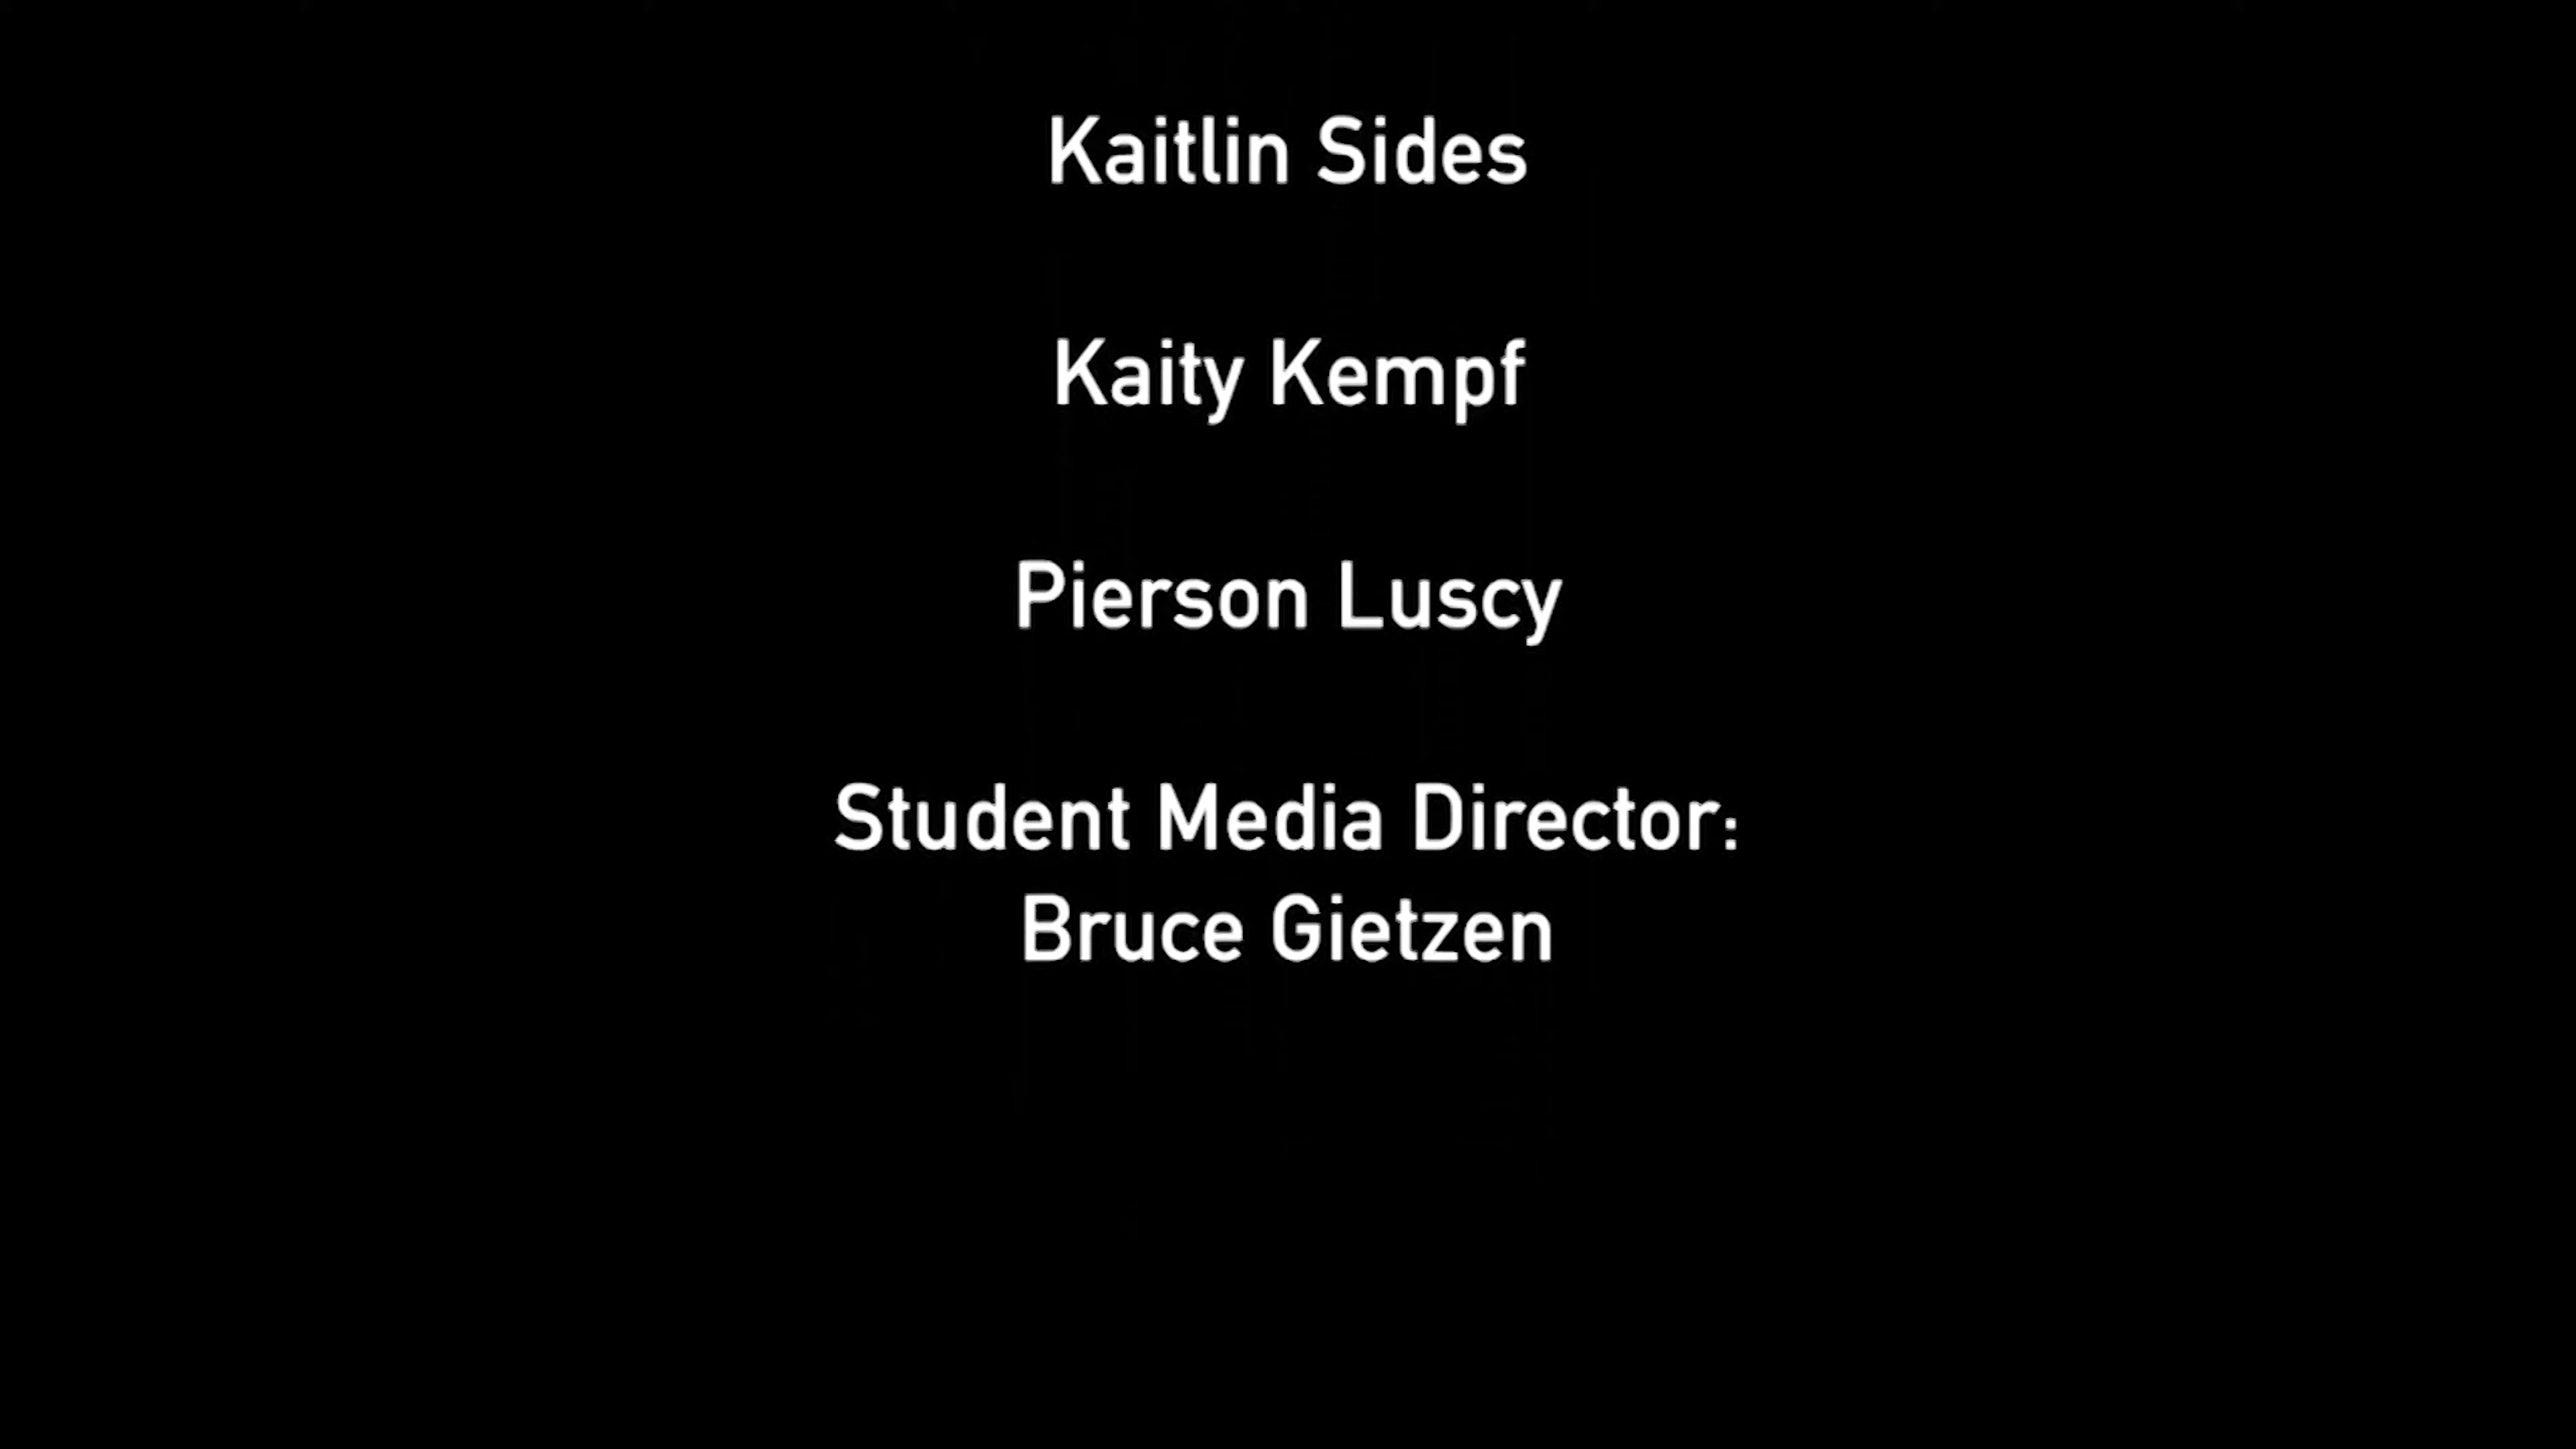 Kaitlin Sides
Kaity Kempf
Pierson Luscy
Student Media Director:
Bruce Gietzen